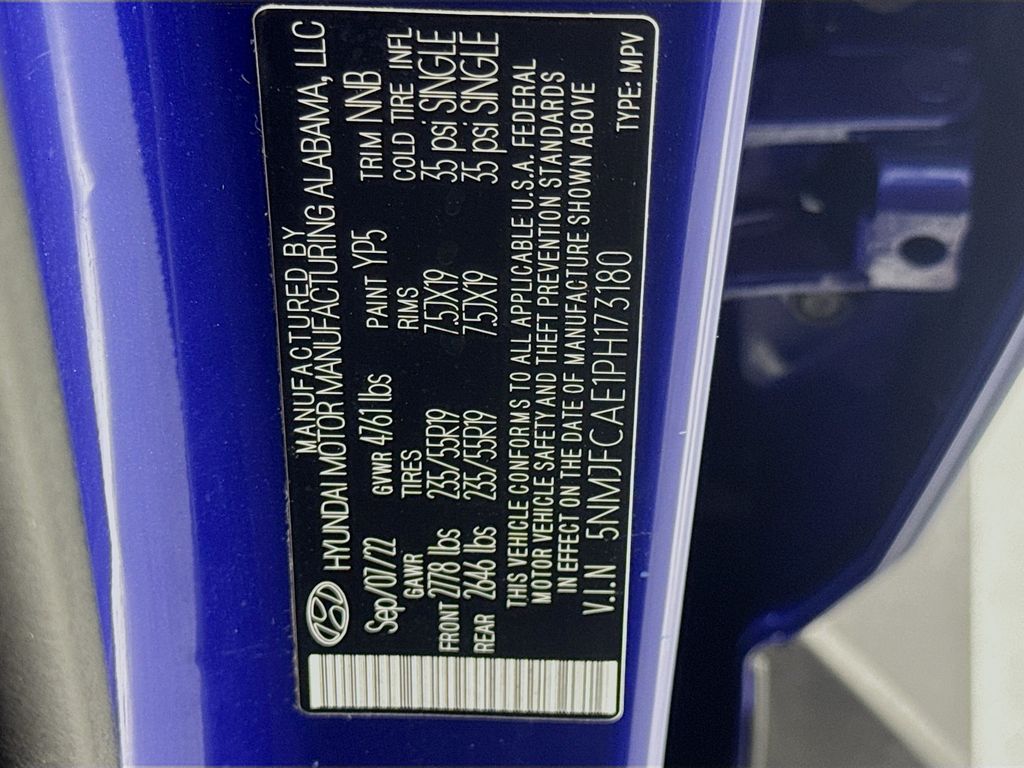 MANUFACTURED BY
HYUNDAI MOTOR MANUFACTURING ALABAMA, LLC
Sep/07/22 GVWR 4761 lbs PAINT YP5 TRIM NNB
GAWR TIRES RIMS COLD TIRE INFL
FRONT 2778 lbs 235/55R19 7.5JX19 35 psi SINGLE
REAR 2646 lbs 235/55R19 7.5JX19 35 psi SINGLE
THIS VEHICLE CONFORMS TO ALL APPLICABLE U.S.A. FEDERAL
MOTOR VEHICLE SAFETY AND THEFT PREVENTION STANDARDS
IN EFFECT ON THE DATE OF MANUFACTURE SHOWN ABOVE
V.I.N 5NMJFCAE1PH173180 TYPE: MPV